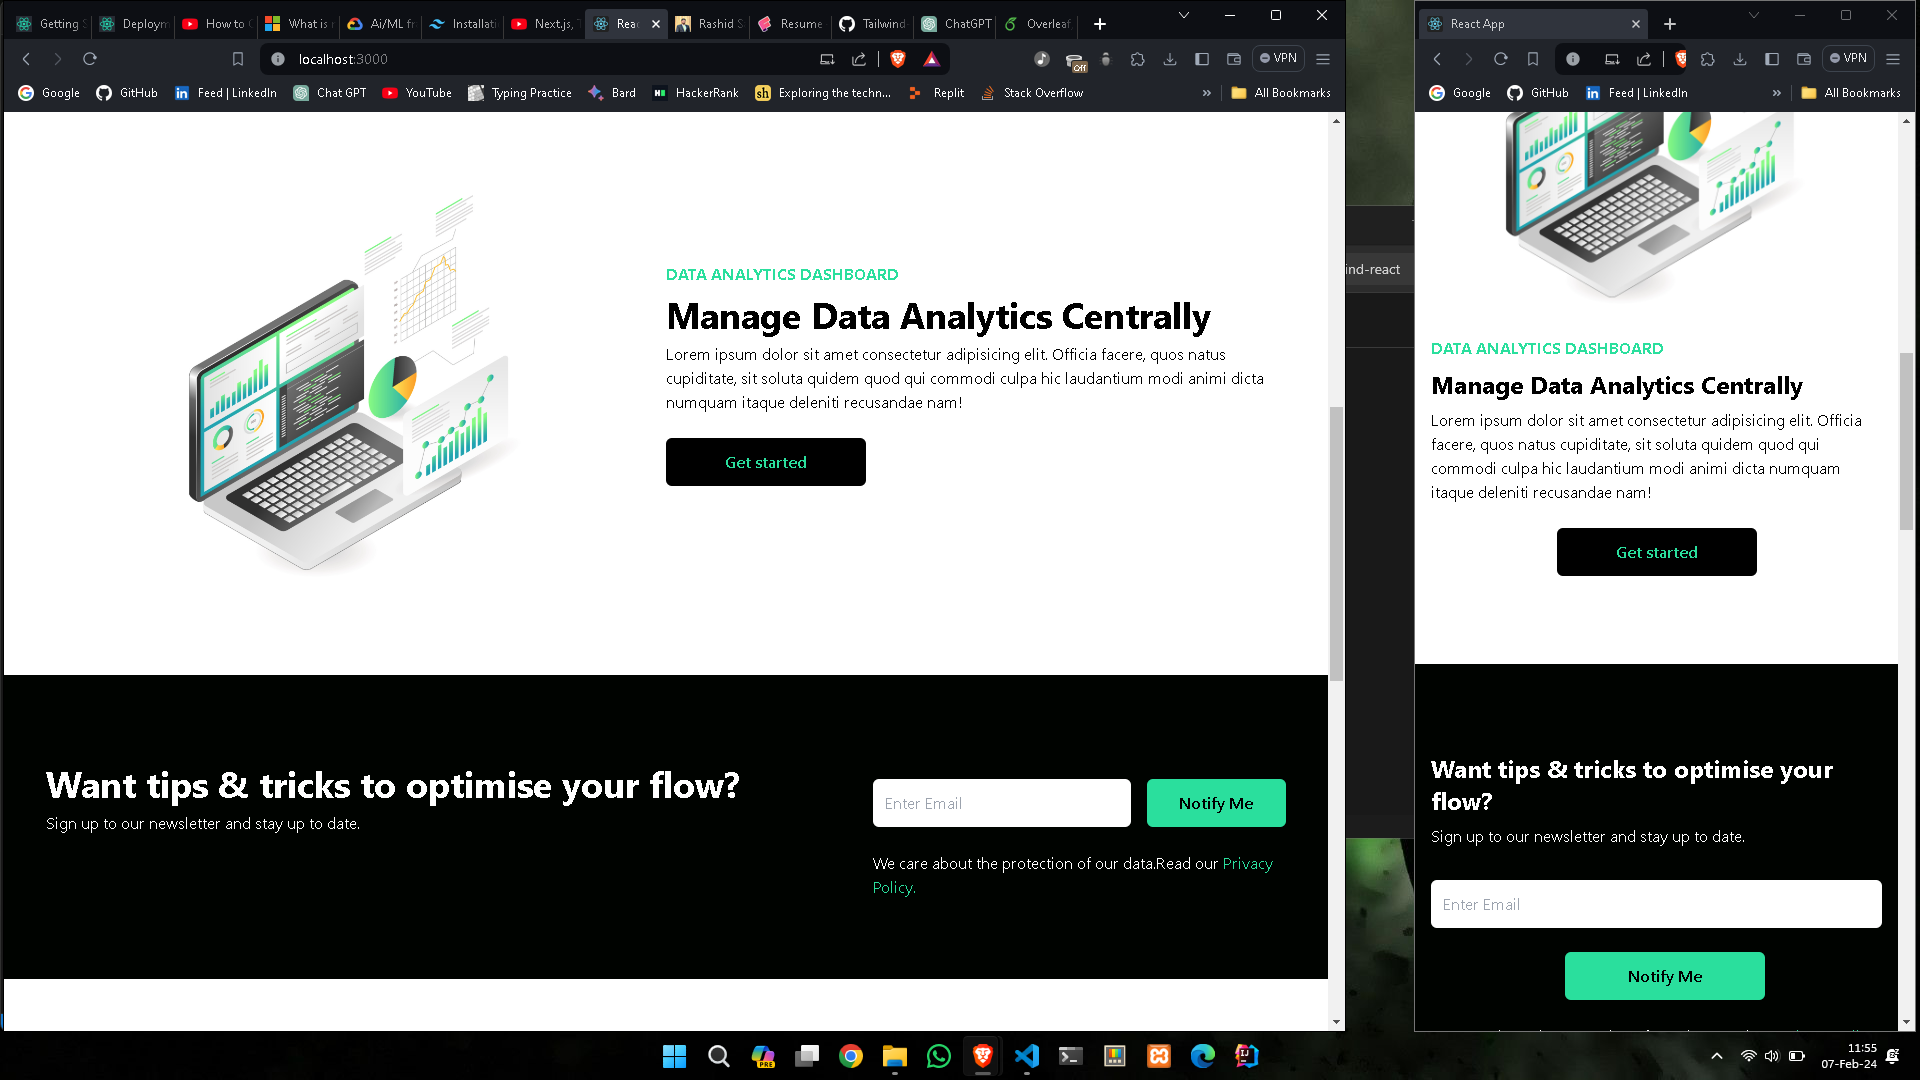 Getting S
Deploym
How to C
What is r
Ai/ML fr
Installati
Next.js, T
Reac
Rashid S
Resume
Tailwind-
ChatGPT
Overleaf
localhost:3000
Off
VPN
Google
GitHub
Feed | LinkedIn
Chat GPT
YouTube
Typing Practice
Bard
HackerRank
Exploring the techn...
Replit
Stack Overflow
»
All Bookmarks
DATA ANALYTICS DASHBOARD
Manage Data Analytics Centrally
Lorem ipsum dolor sit amet consectetur adipisicing elit. Officia facere, quos natus
cupiditate, sit soluta quidem quod qui commodi culpa hic laudantium modi animi dicta
numquam itaque deleniti recusandae nam!
Get started
Want tips & tricks to optimise your flow?
Sign up to our newsletter and stay up to date.
Enter Email
Notify Me
We care about the protection of our data.Read our Privacy
Policy.
ind-react
React App
VPN
Google
GitHub
Feed | LinkedIn
»
All Bookmarks
DATA ANALYTICS DASHBOARD
Manage Data Analytics Centrally
Lorem ipsum dolor sit amet consectetur adipisicing elit. Officia
facere, quos natus cupiditate, sit soluta quidem quod qui
commodi culpa hic laudantium modi animi dicta numquam
itaque deleniti recusandae nam!
Get started
Want tips & tricks to optimise your
flow?
Sign up to our newsletter and stay up to date.
Enter Email
Notify Me
PRE
11:55
07-Feb-24